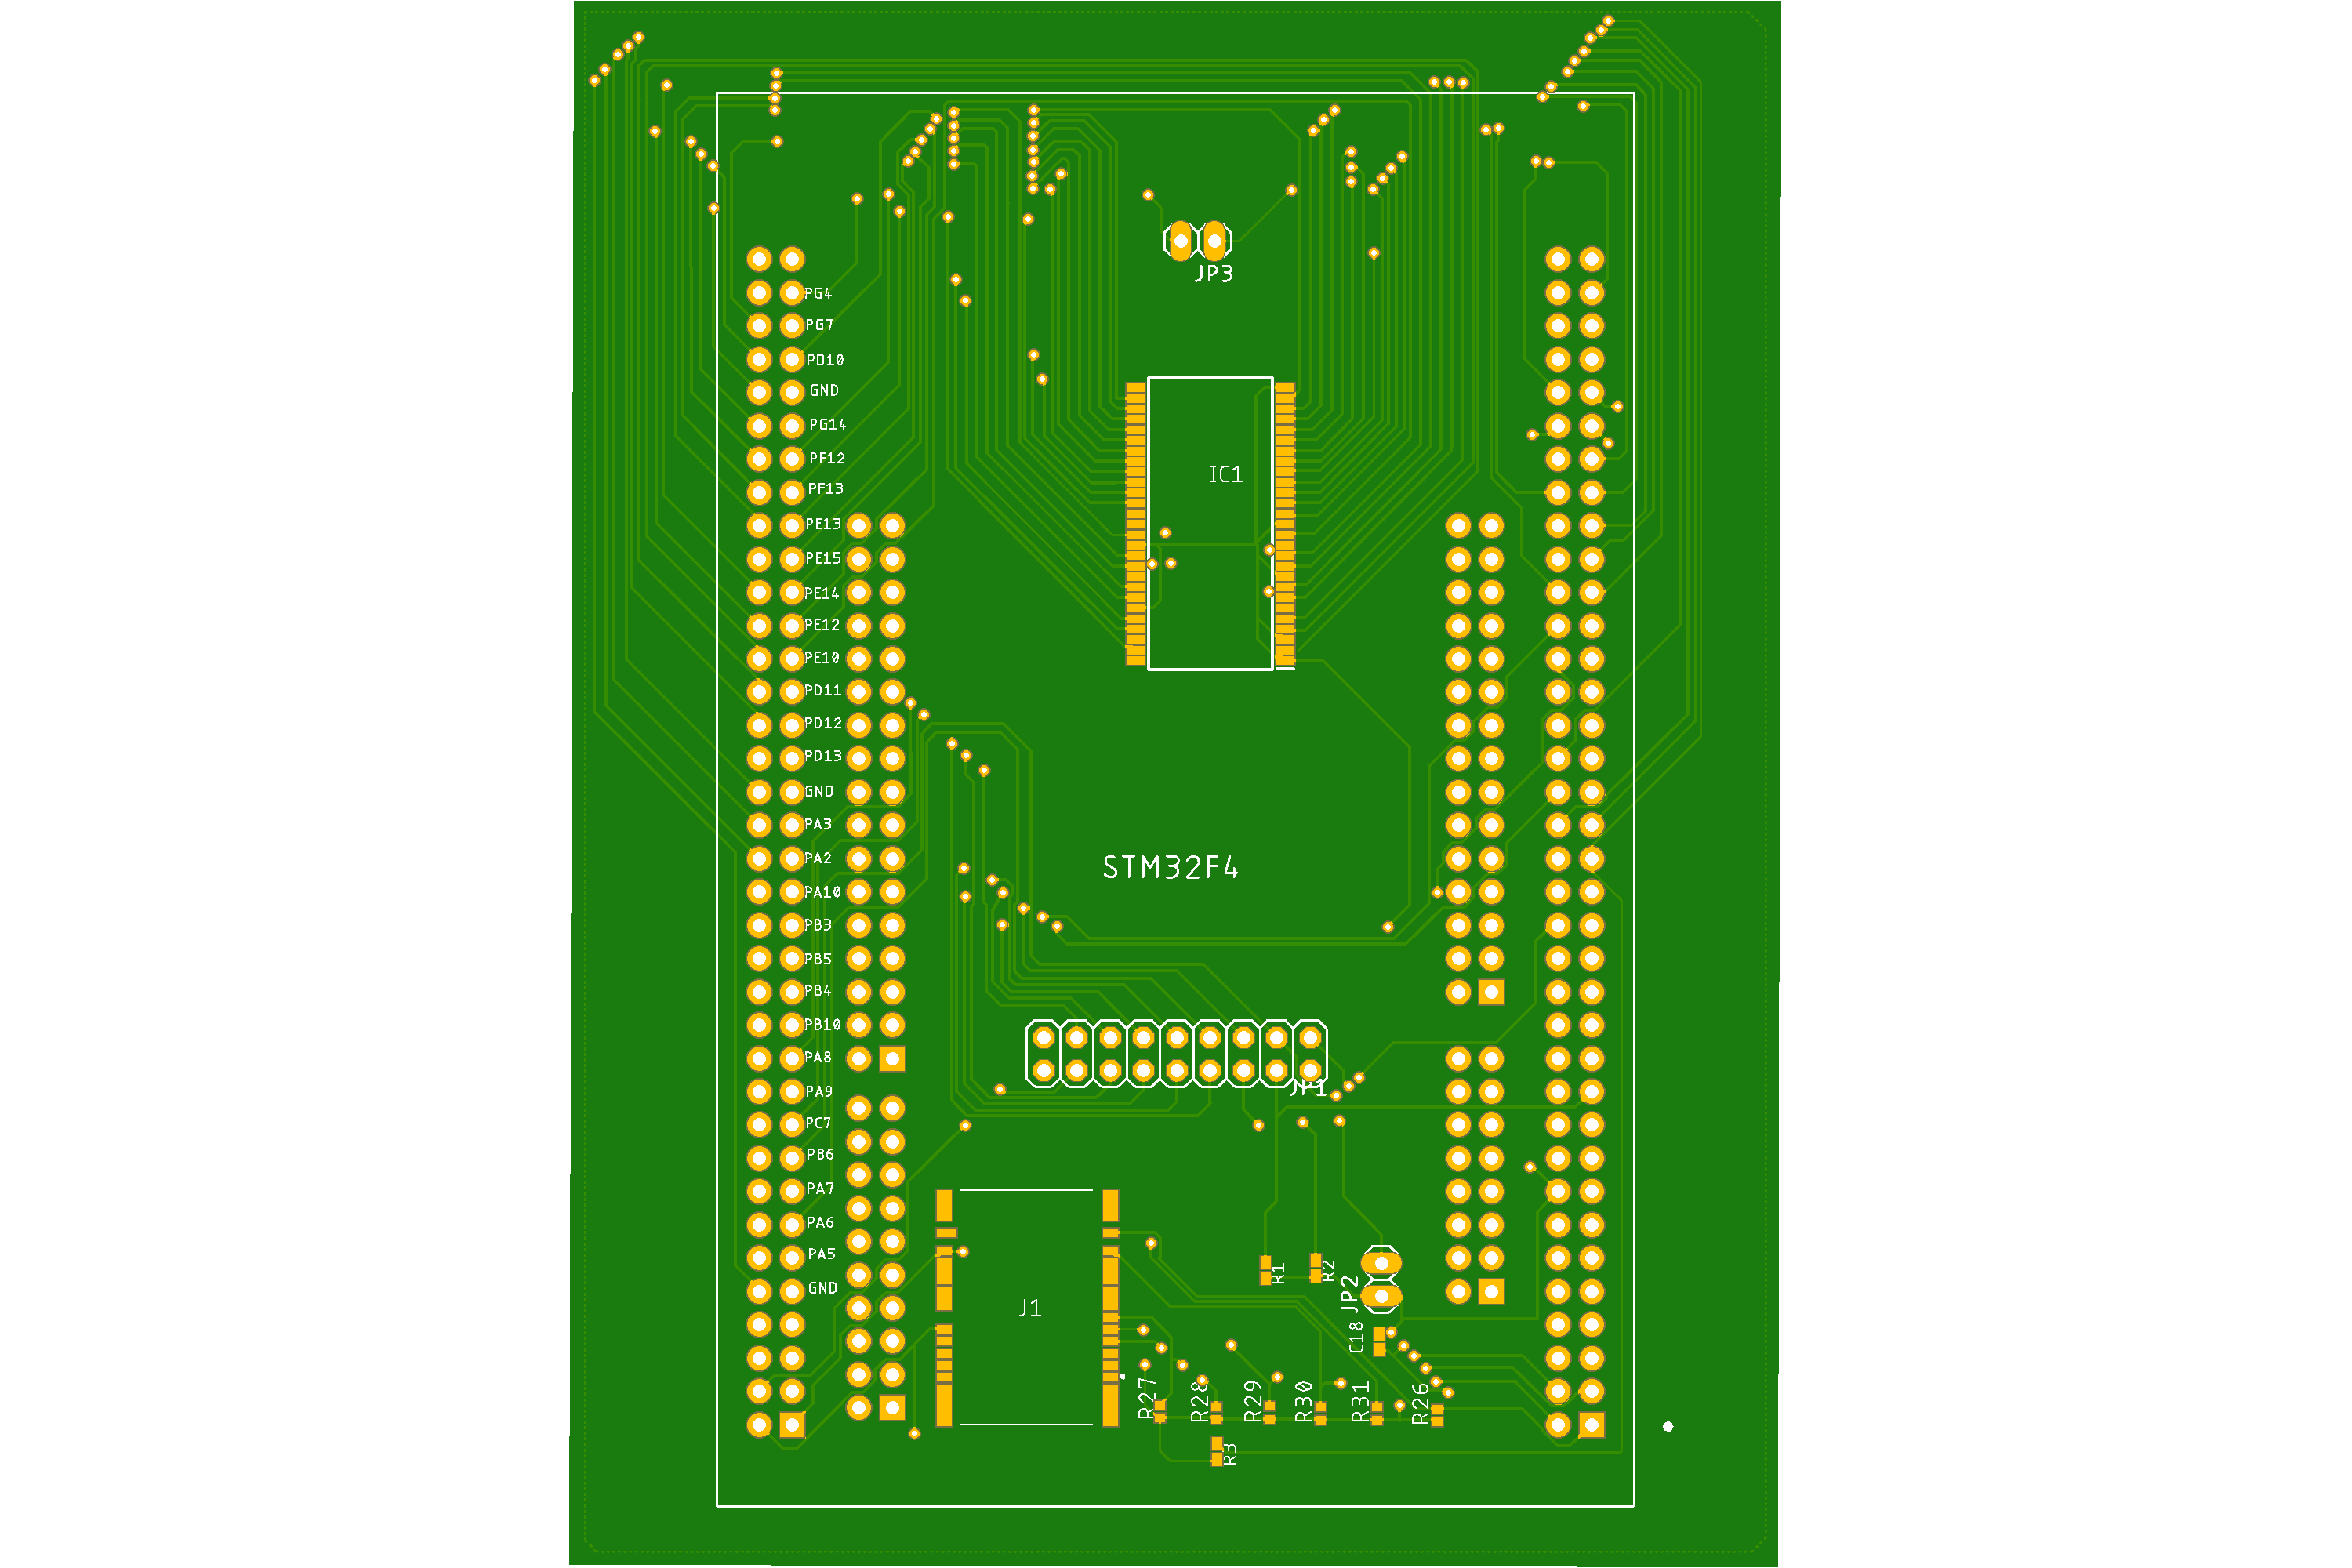 JP3
PG4
PG7
PD10
GND
PG14
PF12
IC1
PF13
PE13
PE15
PE14
PE12
PE10
PD11
PD12
PD13
GND
PA3
PA2
STM32F4
PA10
PB3
PB5
PB4
PB10
PA8
PA9
JP1
PC7
PB6
PA7
PA6
PA5
GND
R1
R2
JP2
J1
C18
R27
R28
R29
R30
R31
R26
R3